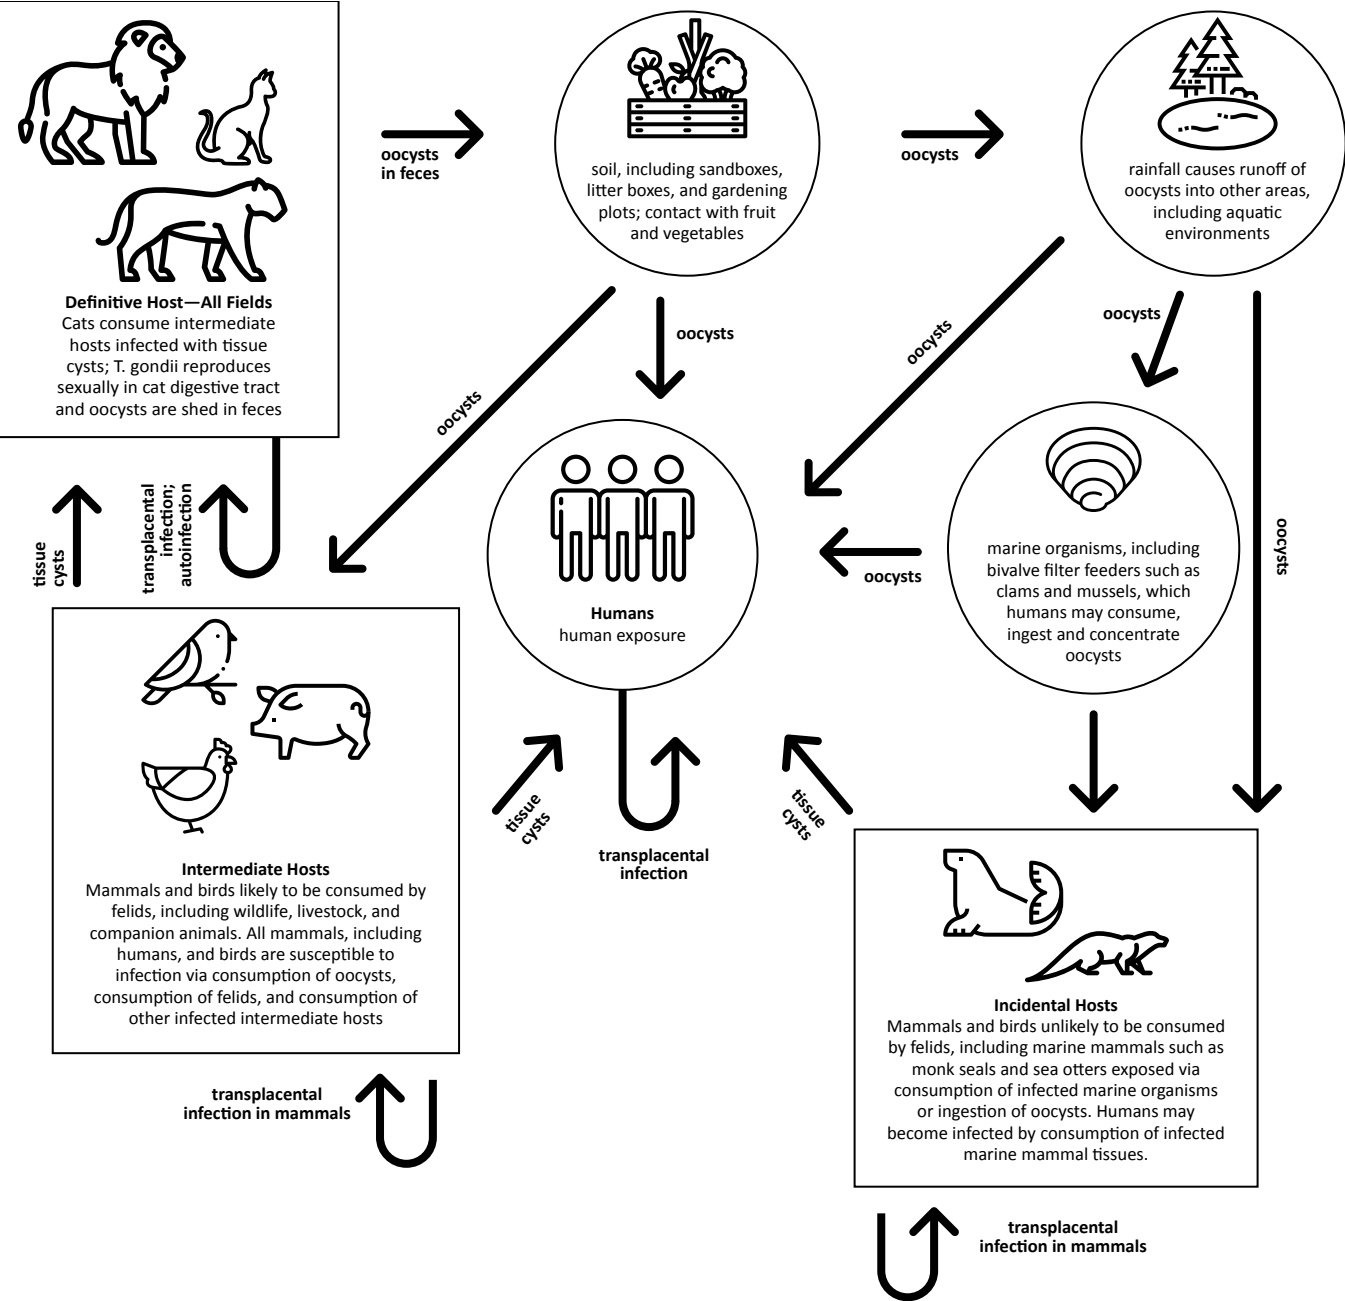 Definitive Host—All Fields
Cats consume intermediate
hosts infected with tissue
cysts; T. gondii reproduces
sexually in cat digestive tract
and oocysts are shed in feces
oocysts
in feces
soil, including sandboxes,
litter boxes, and gardening
plots; contact with fruit
and vegetables
oocysts
rainfall causes runoff of
oocysts into other areas,
including aquatic
environments
oocysts
oocysts
oocysts
oocysts
oocysts
tissue
cysts
transplacental
infection;
autoinfection
Humans
human exposure
oocysts
marine organisms, including
bivalve filter feeders such as
clams and mussels, which
humans may consume,
ingest and concentrate
oocysts
Intermediate Hosts
Mammals and birds likely to be consumed by
felids, including wildlife, livestock, and
companion animals. All mammals, including
humans, and birds are susceptible to
infection via consumption of oocysts,
consumption of felids, and consumption of
other infected intermediate hosts
tissue
cysts
transplacental
infection
tissue
cysts
Incidental Hosts
Mammals and birds unlikely to be consumed
by felids, including marine mammals such as
monk seals and sea otters exposed via
consumption of infected marine organisms
or ingestion of oocysts. Humans may
become infected by consumption of infected
marine mammal tissues.
transplacental
infection in mammals
transplacental
infection in mammals